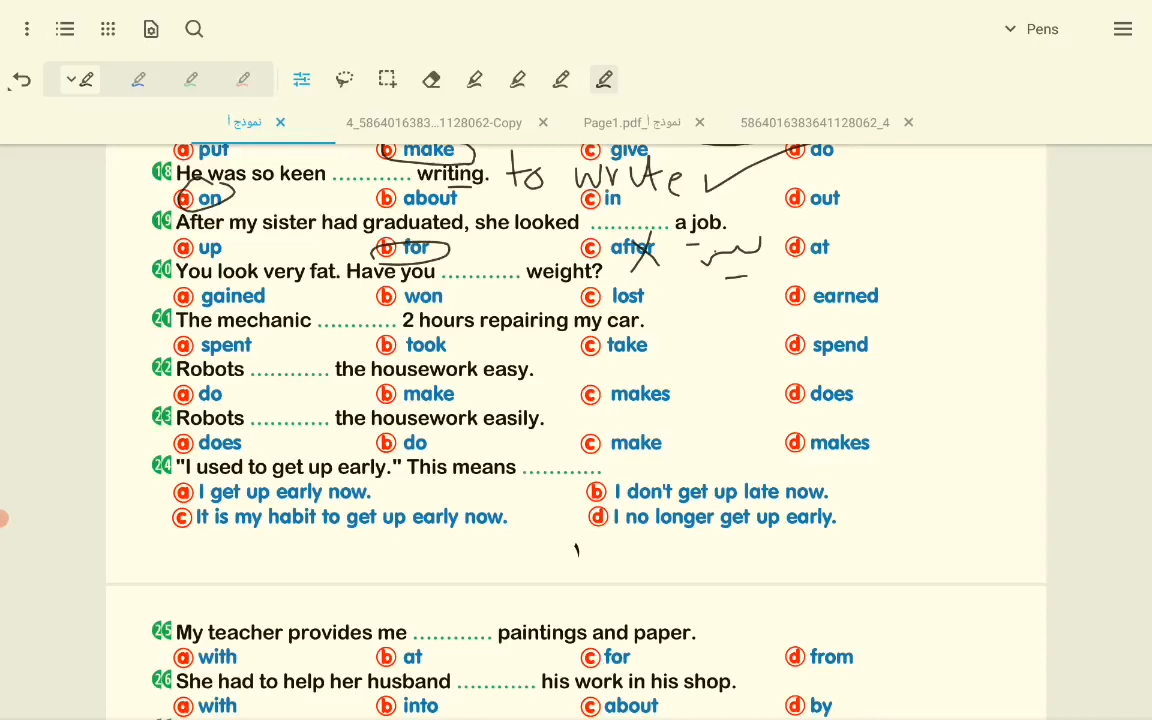 Pens
نموذج أ
4_5864016383...1128062-Copy
Page1.pdf_نموذج أ
5864016383641128062_4
a put b make c give d do
18 He was so keen ............ writing. to write
a on b about c in d out
19 After my sister had graduated, she looked ............ a job.
a up b for c after d at
20 You look very fat. Have you ............ weight?
a gained b won c lost d earned
21 The mechanic ............ 2 hours repairing my car.
a spent b took c take d spend
22 Robots ............ the housework easy.
a do b make c makes d does
23 Robots ............ the housework easily.
a does b do c make d makes
24 "I used to get up early." This means ............
a I get up early now. b I don't get up late now.
c It is my habit to get up early now. d I no longer get up early.
١
25 My teacher provides me ............ paintings and paper.
a with b at c for d from
26 She had to help her husband ............ his work in his shop.
a with b into c about d by